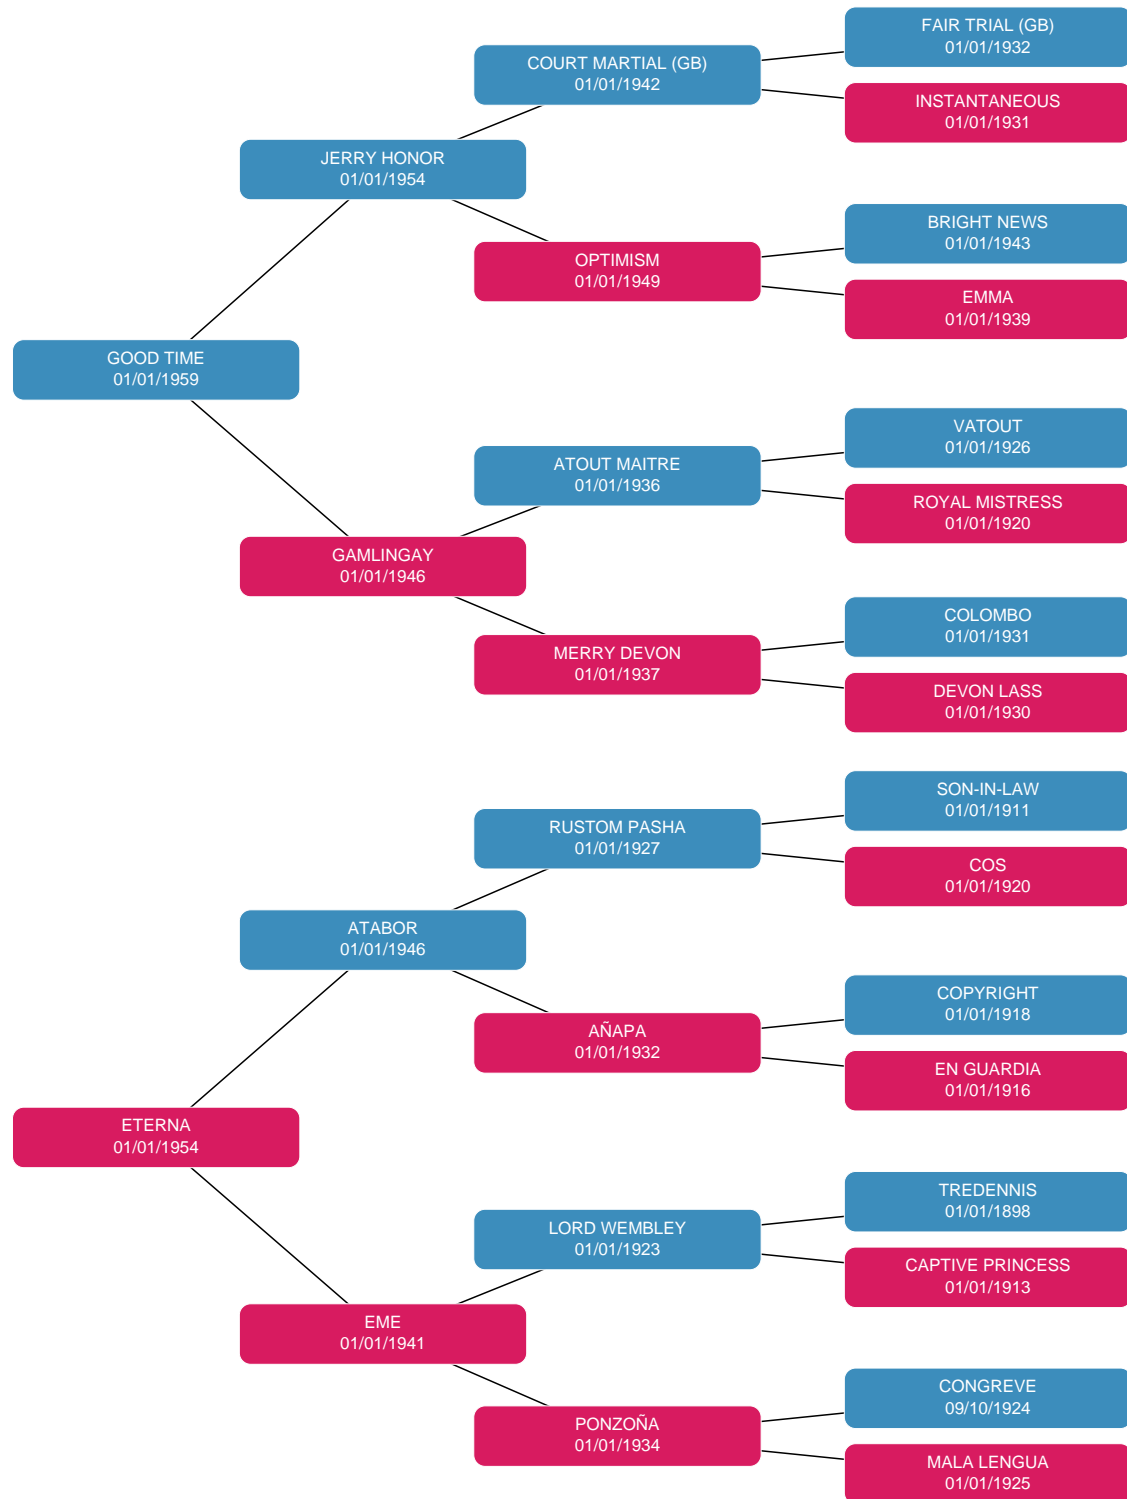 FAIR TRIAL (GB)
01/01/1932
COURT MARTIAL (GB)
01/01/1942
INSTANTANEOUS
01/01/1931
JERRY HONOR
01/01/1954
BRIGHT NEWS
01/01/1943
OPTIMISM
01/01/1949
EMMA
01/01/1939
GOOD TIME
01/01/1959
VATOUT
01/01/1926
ATOUT MAITRE
01/01/1936
ROYAL MISTRESS
01/01/1920
GAMLINGAY
01/01/1946
COLOMBO
01/01/1931
MERRY DEVON
01/01/1937
DEVON LASS
01/01/1930
SON-IN-LAW
01/01/1911
RUSTOM PASHA
01/01/1927
COS
01/01/1920
ATABOR
01/01/1946
COPYRIGHT
01/01/1918
AÑAPA
01/01/1932
EN GUARDIA
01/01/1916
ETERNA
01/01/1954
TREDENNIS
01/01/1898
LORD WEMBLEY
01/01/1923
CAPTIVE PRINCESS
01/01/1913
EME
01/01/1941
CONGREVE
09/10/1924
PONZOÑA
01/01/1934
MALA LENGUA
01/01/1925